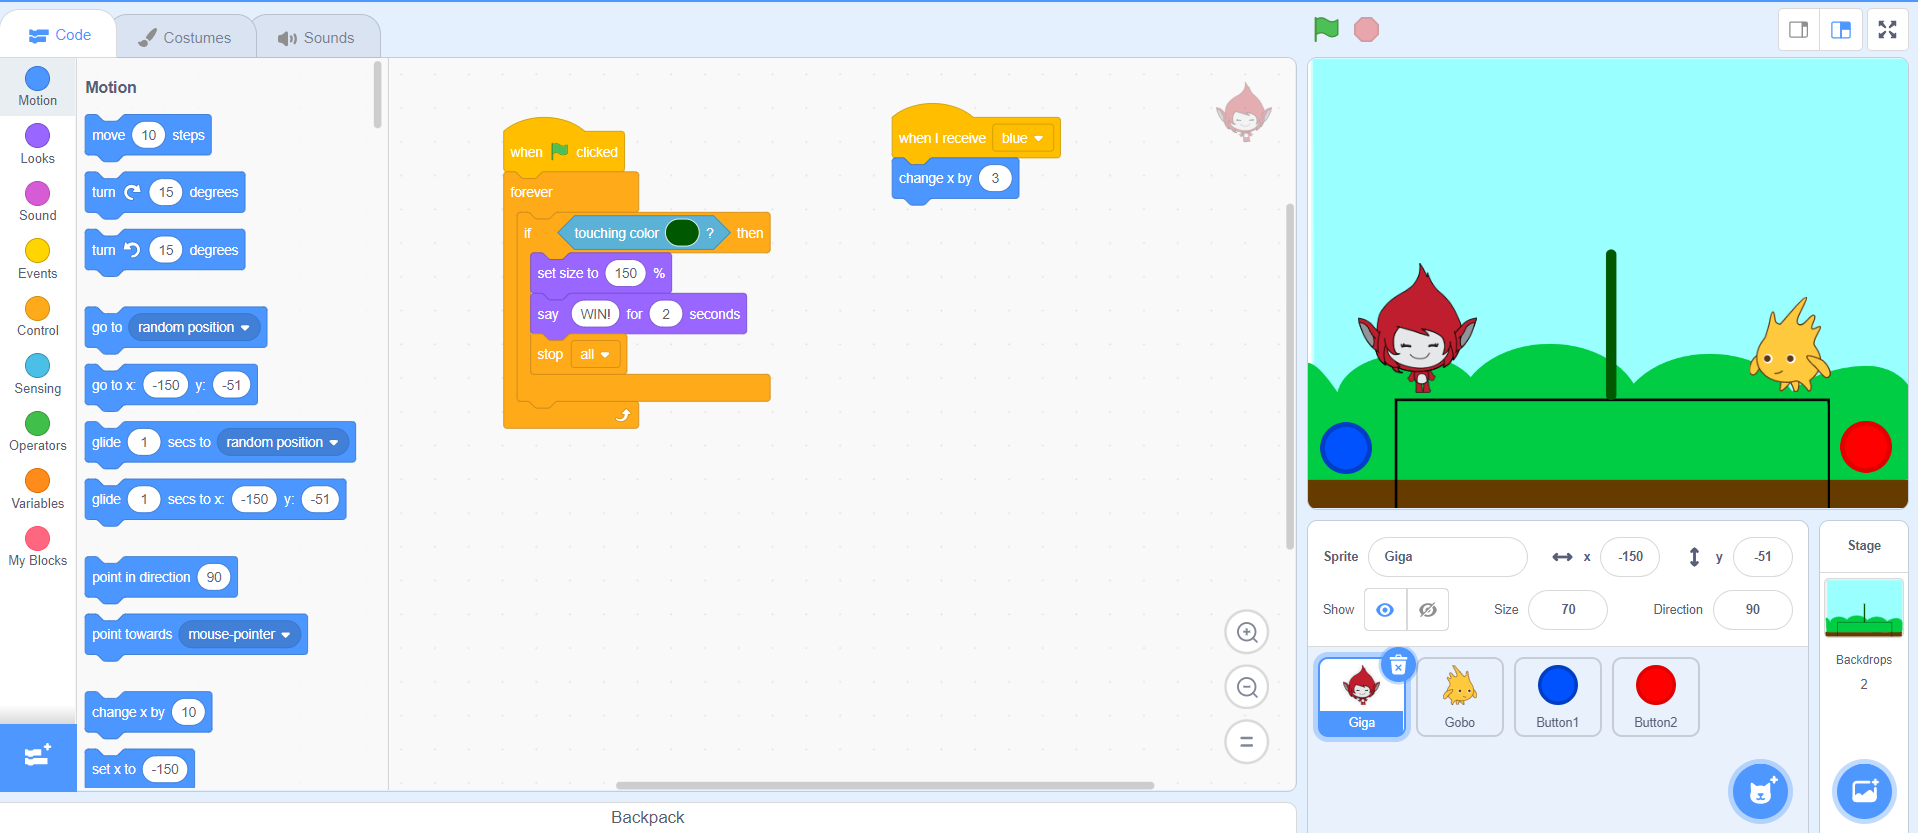 Code
Costumes
Sounds
Motion
Looks
Sound
Events
Control
Sensing
Operators
Variables
My Blocks
Motion
move 10 steps
turn 15 degrees
turn 15 degrees
go to random position
go to x: -150 y: -51
glide 1 secs to random position
glide 1 secs to x: -150 y: -51
point in direction 90
point towards mouse-pointer
change x by 10
set x to -150
when clicked
forever
if touching color ? then
set size to 150 %
say WIN! for 2 seconds
stop all
when I receive blue
change x by 3
Backpack
Sprite Giga x -150 y -51
Show Size 70 Direction 90
Giga
Gobo
Button1
Button2
Stage
Backdrops
2